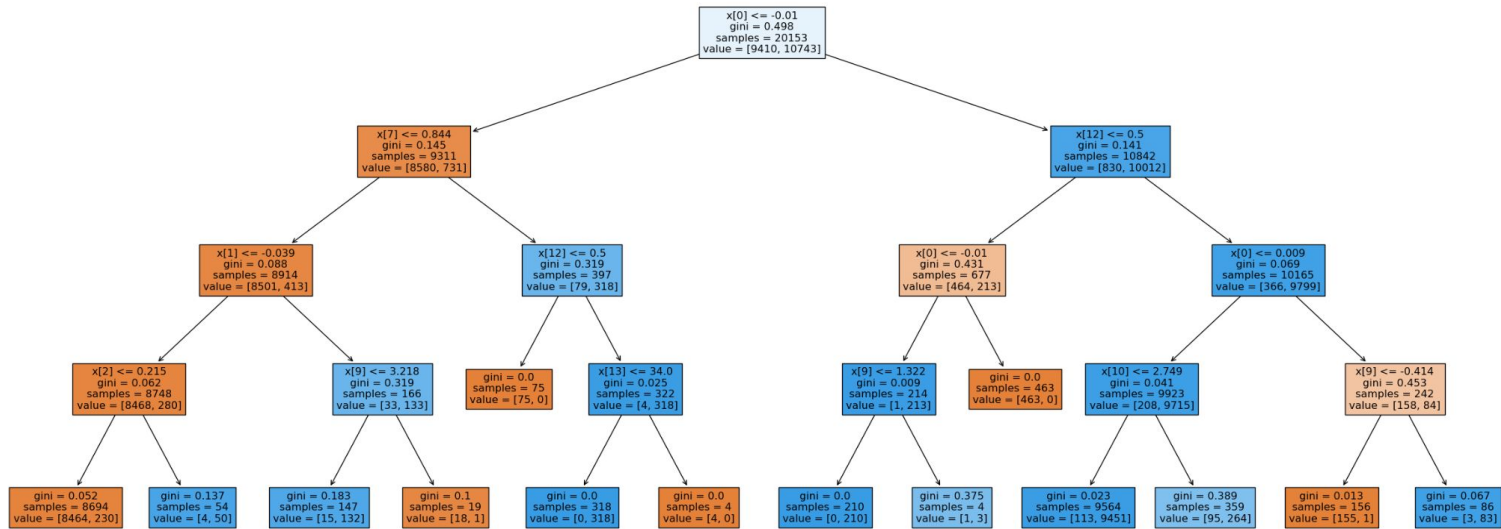 x[0] <= -0.01
gini = 0.498
samples = 20153
value = [9410, 10743]
x[7] <= 0.844
gini = 0.145
samples = 9311
value = [8580, 731]
x[12] <= 0.5
gini = 0.141
samples = 10842
value = [830, 10012]
x[1] <= -0.039
gini = 0.088
samples = 8914
value = [8501, 413]
x[12] <= 0.5
gini = 0.319
samples = 397
value = [79, 318]
x[0] <= -0.01
gini = 0.431
samples = 677
value = [464, 213]
x[0] <= 0.009
gini = 0.069
samples = 10165
value = [366, 9799]
x[2] <= 0.215
gini = 0.062
samples = 8748
value = [8468, 280]
x[9] <= 3.218
gini = 0.319
samples = 166
value = [33, 133]
gini = 0.0
samples = 75
value = [75, 0]
x[13] <= 34.0
gini = 0.025
samples = 322
value = [4, 318]
x[9] <= 1.322
gini = 0.009
samples = 214
value = [1, 213]
gini = 0.0
samples = 463
value = [463, 0]
x[10] <= 2.749
gini = 0.041
samples = 9923
value = [208, 9715]
x[9] <= -0.414
gini = 0.453
samples = 242
value = [158, 84]
gini = 0.052
samples = 8694
value = [8464, 230]
gini = 0.137
samples = 54
value = [4, 50]
gini = 0.183
samples = 147
value = [15, 132]
gini = 0.1
samples = 19
value = [18, 1]
gini = 0.0
samples = 318
value = [0, 318]
gini = 0.0
samples = 4
value = [4, 0]
gini = 0.0
samples = 210
value = [0, 210]
gini = 0.375
samples = 4
value = [1, 3]
gini = 0.023
samples = 9564
value = [113, 9451]
gini = 0.389
samples = 359
value = [95, 264]
gini = 0.013
samples = 156
value = [155, 1]
gini = 0.067
samples = 86
value = [3, 83]